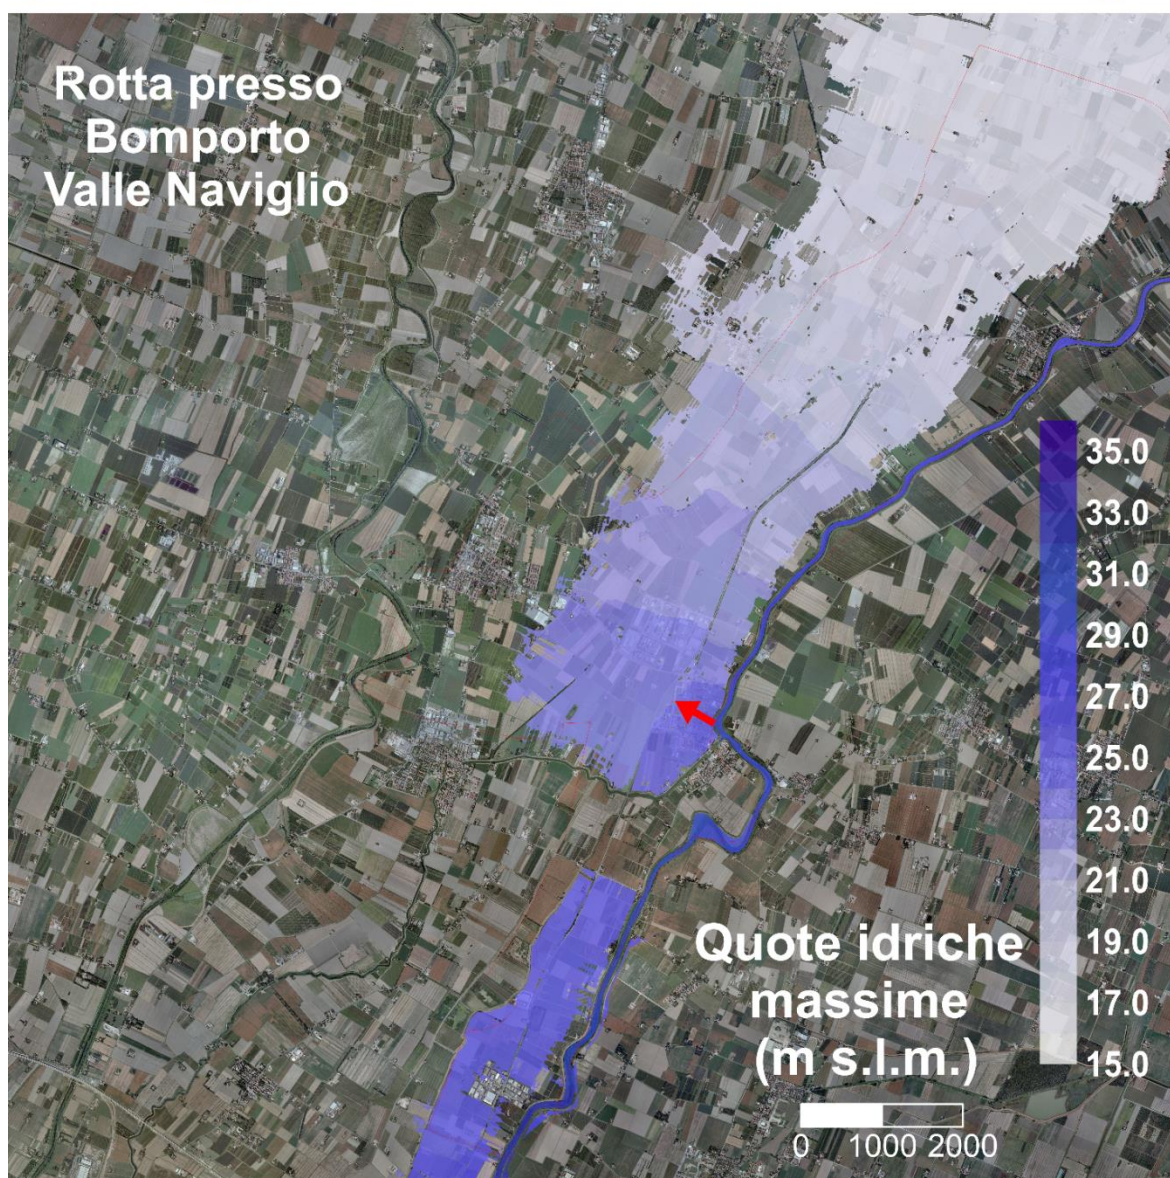 Rotta presso
Bomporto
Valle Naviglio
35.0
33.0
31.0
29.0
27.0
25.0
23.0
21.0
19.0
17.0
15.0
Quote idriche
massime
(m s.l.m.)
0 1000 2000